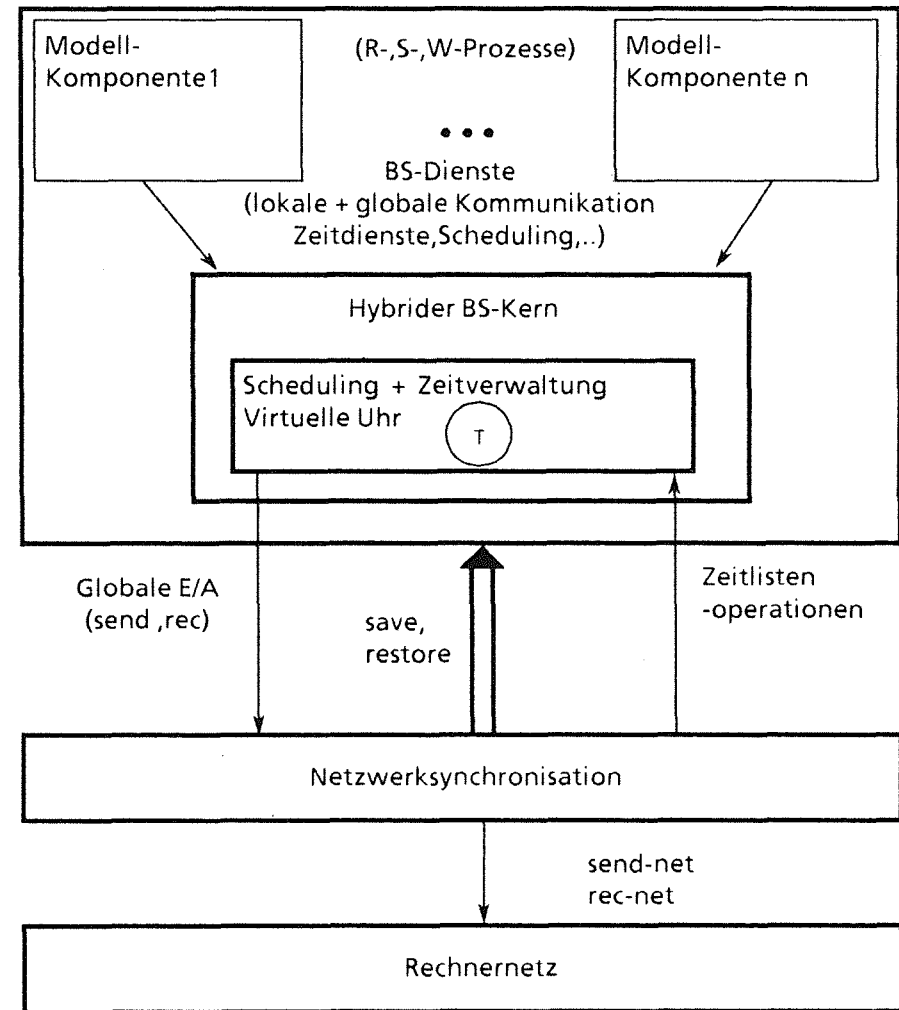 Modell-
Komponente1
(R-,S-,W-Prozesse)
Modell-
Komponente n
• • •
BS-Dienste
(lokale + globale Kommunikation
Zeitdienste,Scheduling,..)
Hybrider BS-Kern
Scheduling + Zeitverwaltung
Virtuelle Uhr
T
Globale E/A
(send ,rec)
save,
restore
Zeitlisten
-operationen
Netzwerksynchronisation
send-net
rec-net
Rechnernetz